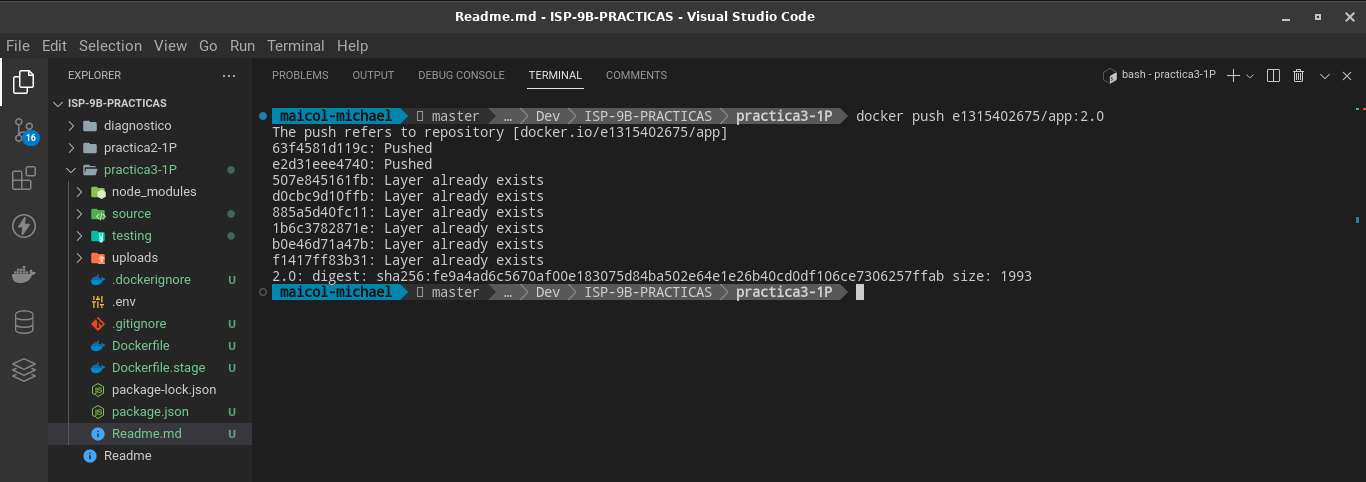 Readme.md - ISP-9B-PRACTICAS - Visual Studio Code
File Edit Selection View Go Run Terminal Help
EXPLORER
PROBLEMS OUTPUT DEBUG CONSOLE TERMINAL COMMENTS
bash - practica3-1P
ISP-9B-PRACTICAS
diagnostico
practica2-1P
practica3-1P
node_modules
source
testing
uploads
.dockerignore U
.env
.gitignore U
Dockerfile U
Dockerfile.stage U
package-lock.json
package.json U
Readme.md U
Readme
16
maicol-michael master … Dev ISP-9B-PRACTICAS practica3-1P docker push e1315402675/app:2.0
The push refers to repository [docker.io/e1315402675/app]
63f4581d119c: Pushed
e2d31eee4740: Pushed
507e845161fb: Layer already exists
d0cbc9d10ffb: Layer already exists
885a5d40fc11: Layer already exists
1b6c3782871e: Layer already exists
b0e46d71a47b: Layer already exists
f1417ff83b31: Layer already exists
2.0: digest: sha256:fe9a4ad6c5670af00e183075d84ba502e64e1e26b40cd0df106ce7306257ffab size: 1993
maicol-michael master … Dev ISP-9B-PRACTICAS practica3-1P